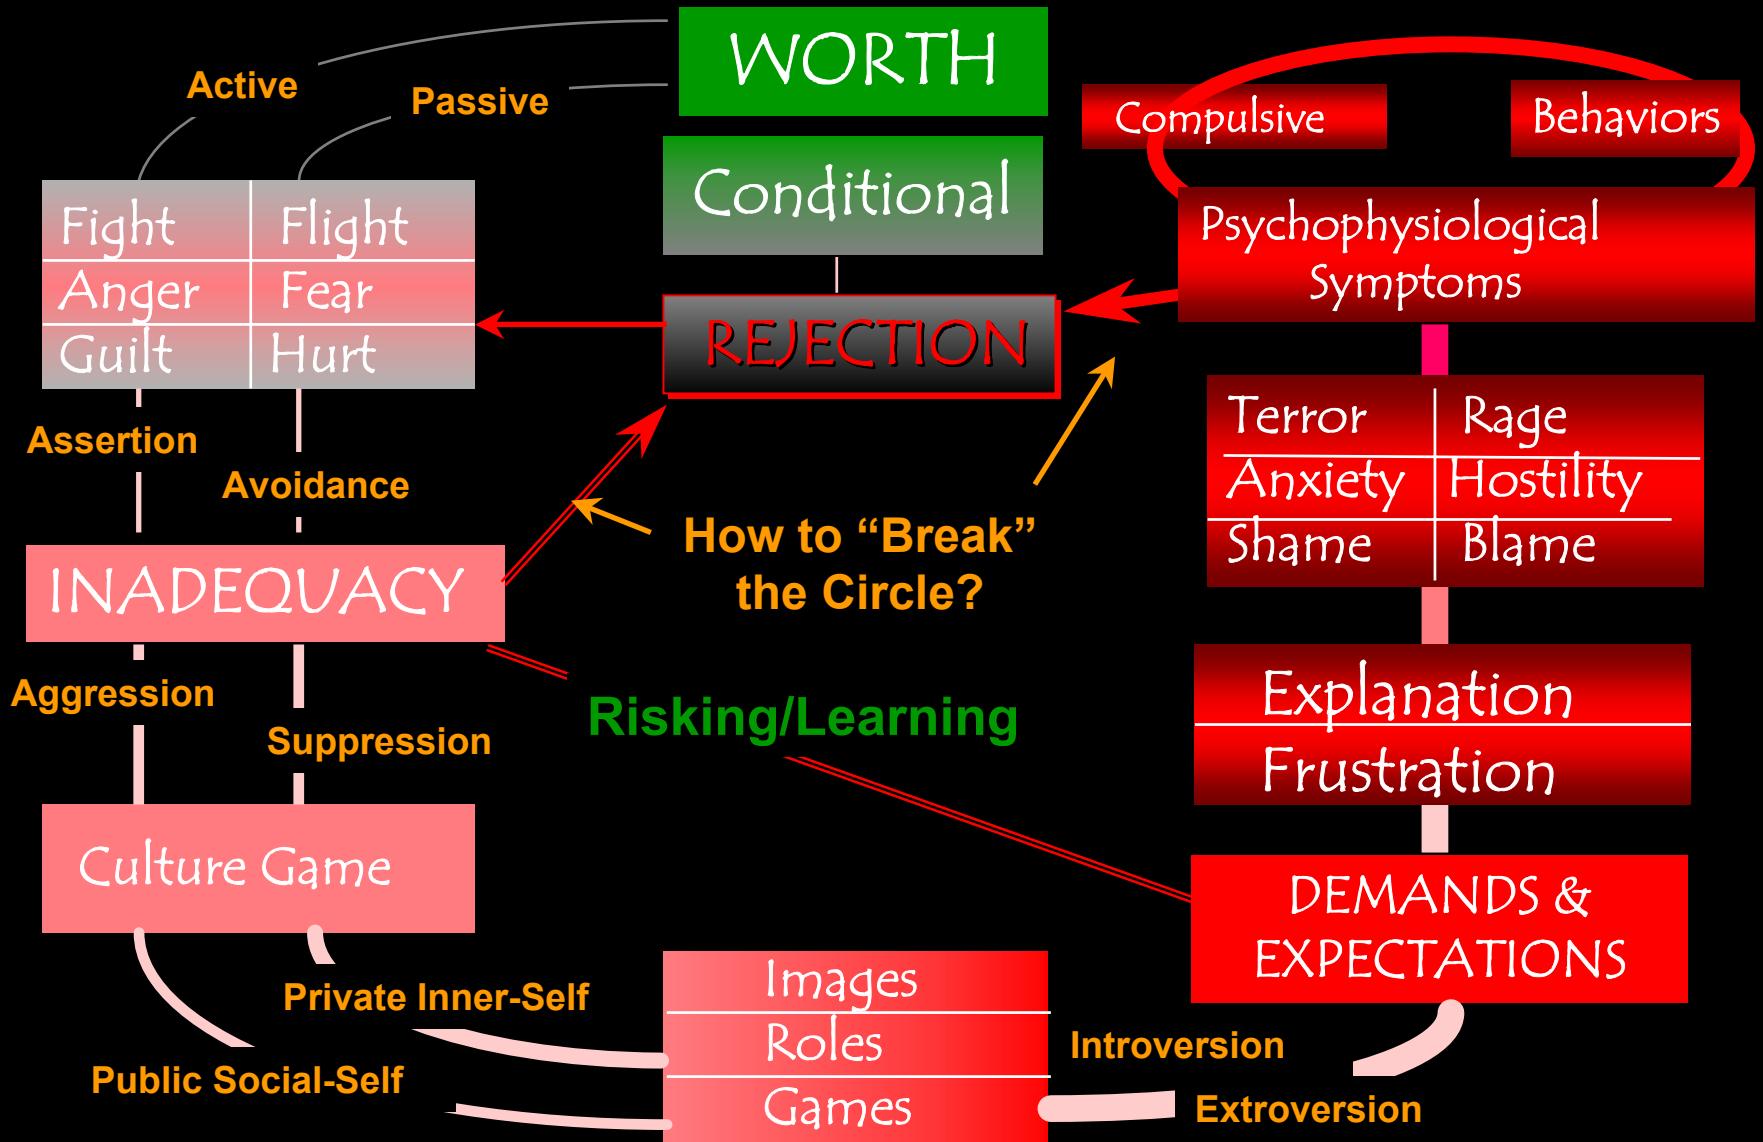 WORTH
Active
Passive
Compulsive
Behaviors
Conditional
Fight Flight
Anger Fear
Guilt Hurt
Psychophysiological
Symptoms
REJECTION
Assertion
Avoidance
Terror Rage
Anxiety Hostility
Shame Blame
How to “Break”
the Circle?
INADEQUACY
Aggression
Suppression
Risking/Learning
Explanation
Frustration
Culture Game
DEMANDS &
EXPECTATIONS
Private Inner-Self
Public Social-Self
Images
Roles
Games
Introversion
Extroversion